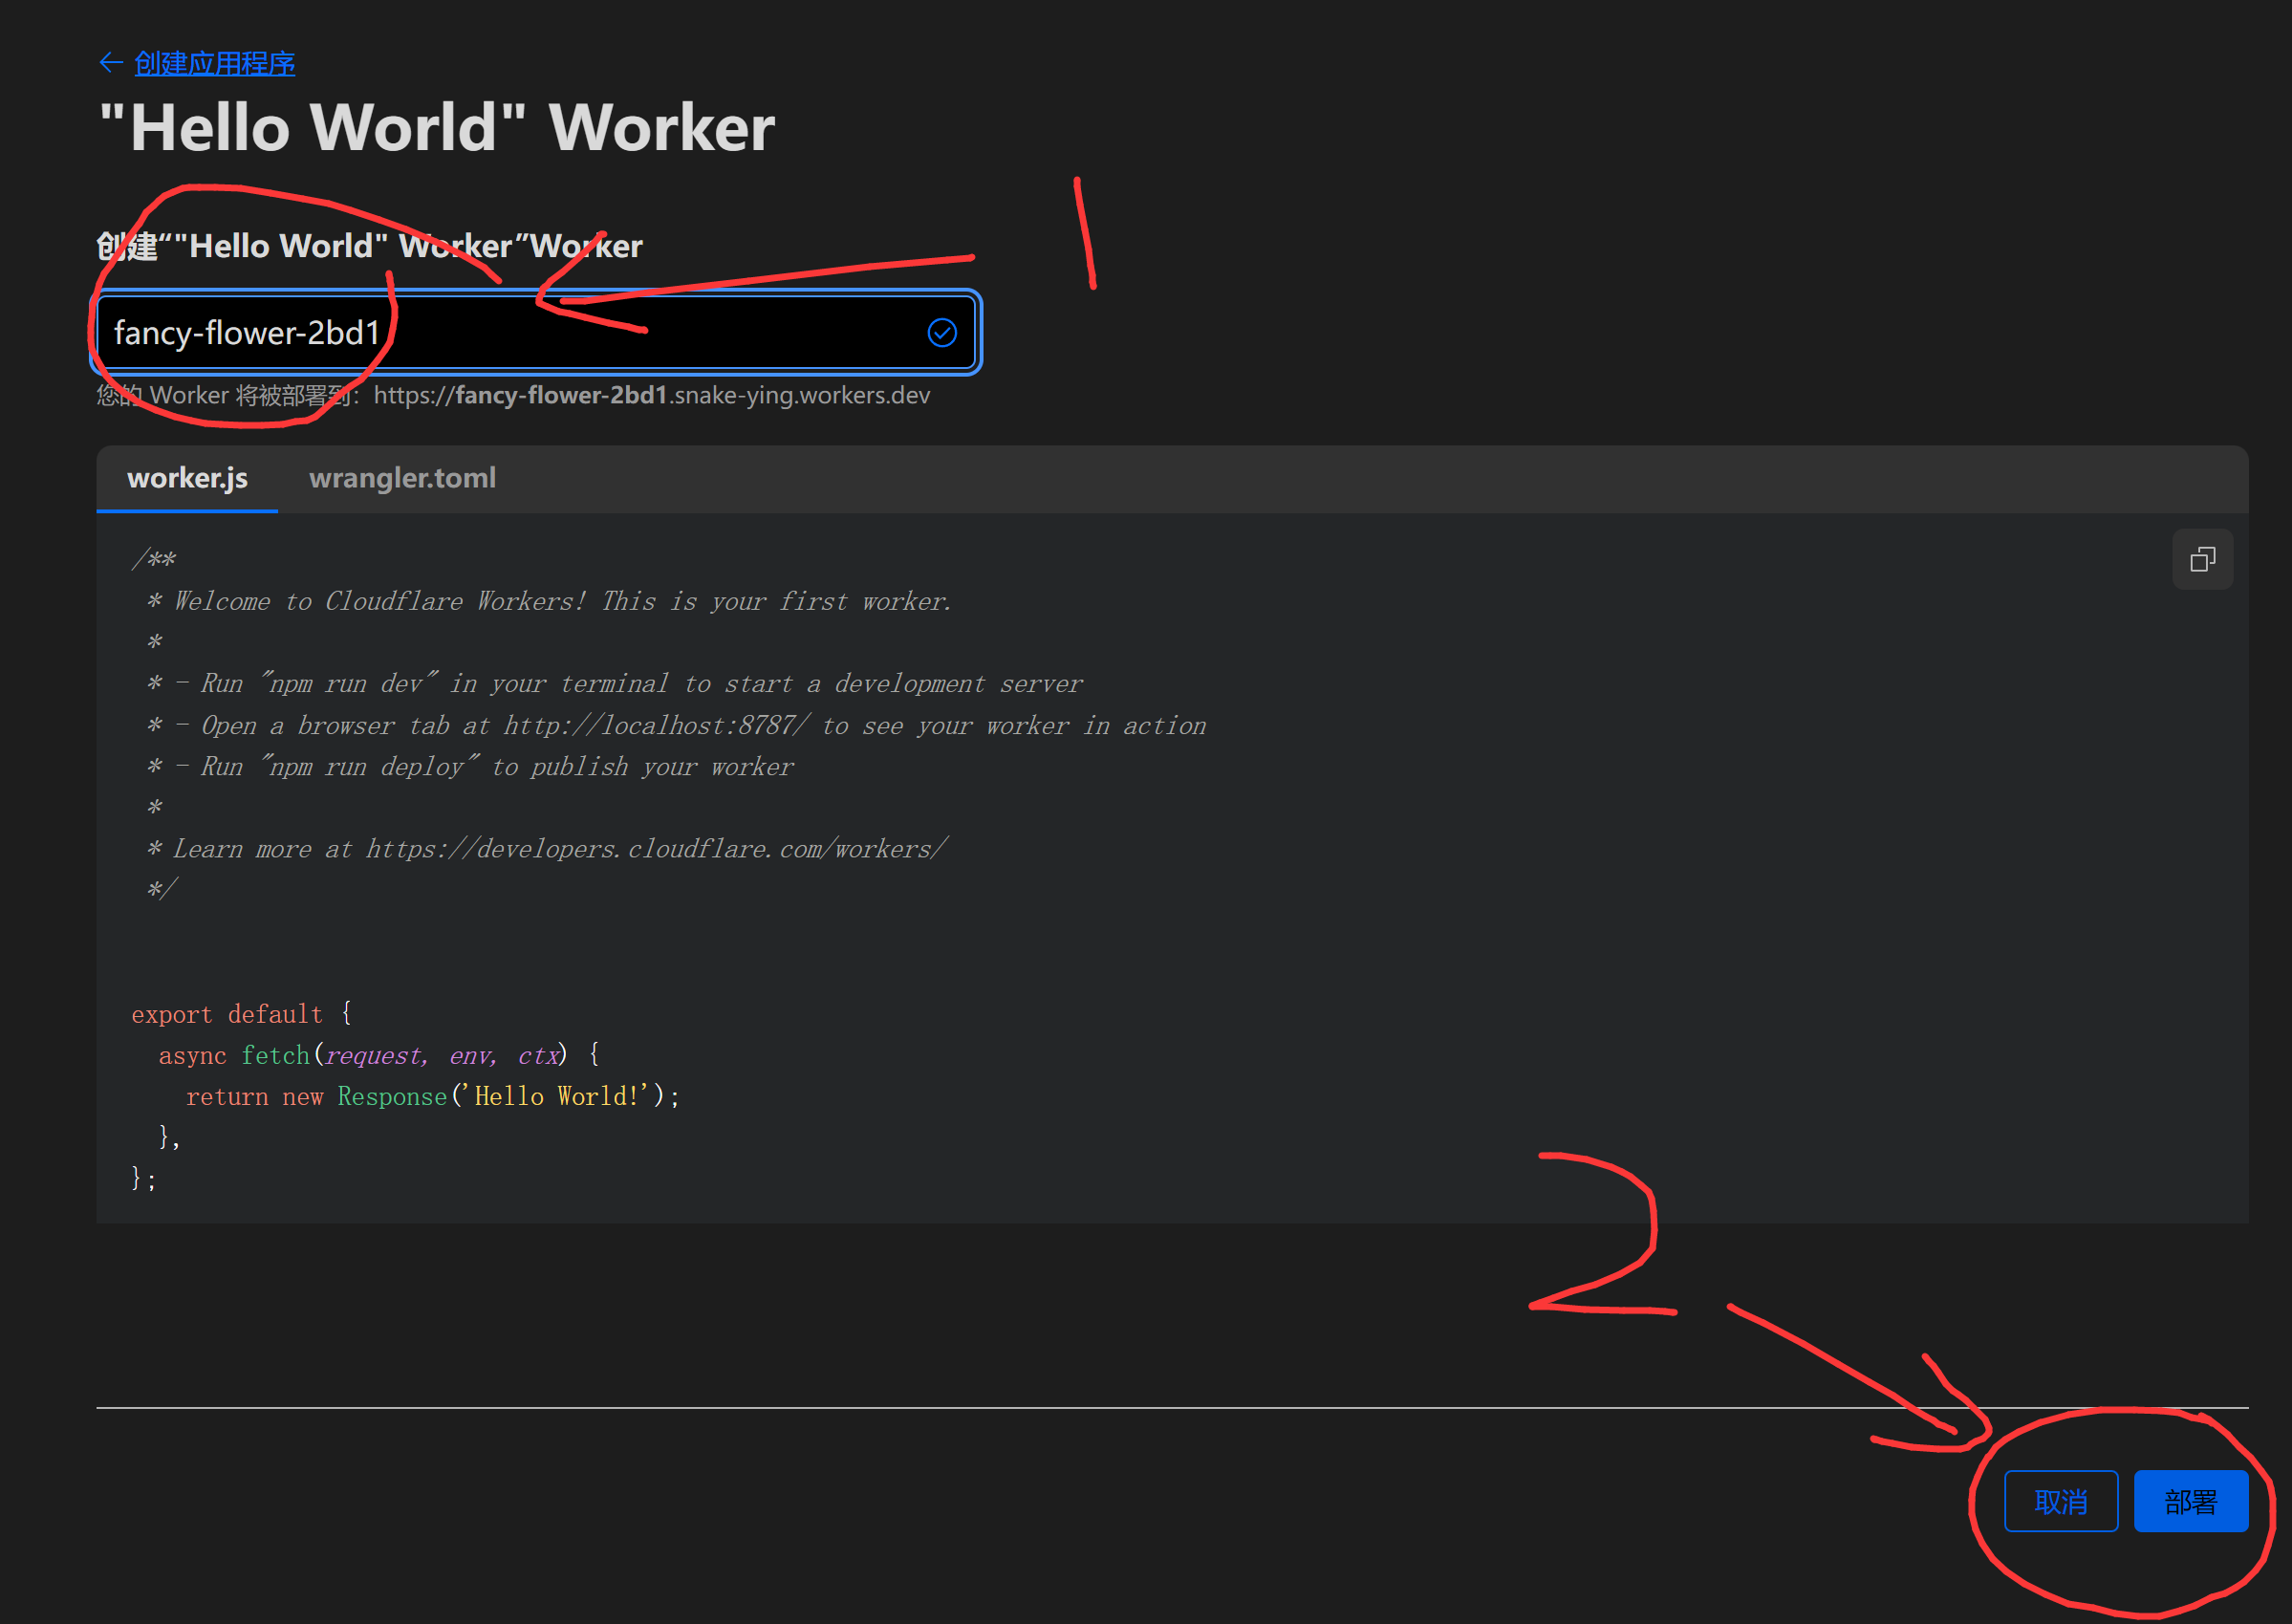 ← 创建应用程序
"Hello World" Worker
1
创建“"Hello World" Worker”Worker
fancy-flower-2bd1
您的 Worker 将被部署到：https://fancy-flower-2bd1.snake-ying.workers.dev
worker.js wrangler.toml
/**
* Welcome to Cloudflare Workers! This is your first worker.
*
* - Run "npm run dev" in your terminal to start a development server
* - Open a browser tab at http://localhost:8787/ to see your worker in action
* - Run "npm run deploy" to publish your worker
*
* Learn more at https://developers.cloudflare.com/workers/
*/
export default {
async fetch(request, env, ctx) {
return new Response('Hello World!');
},
};
2
取消 部署